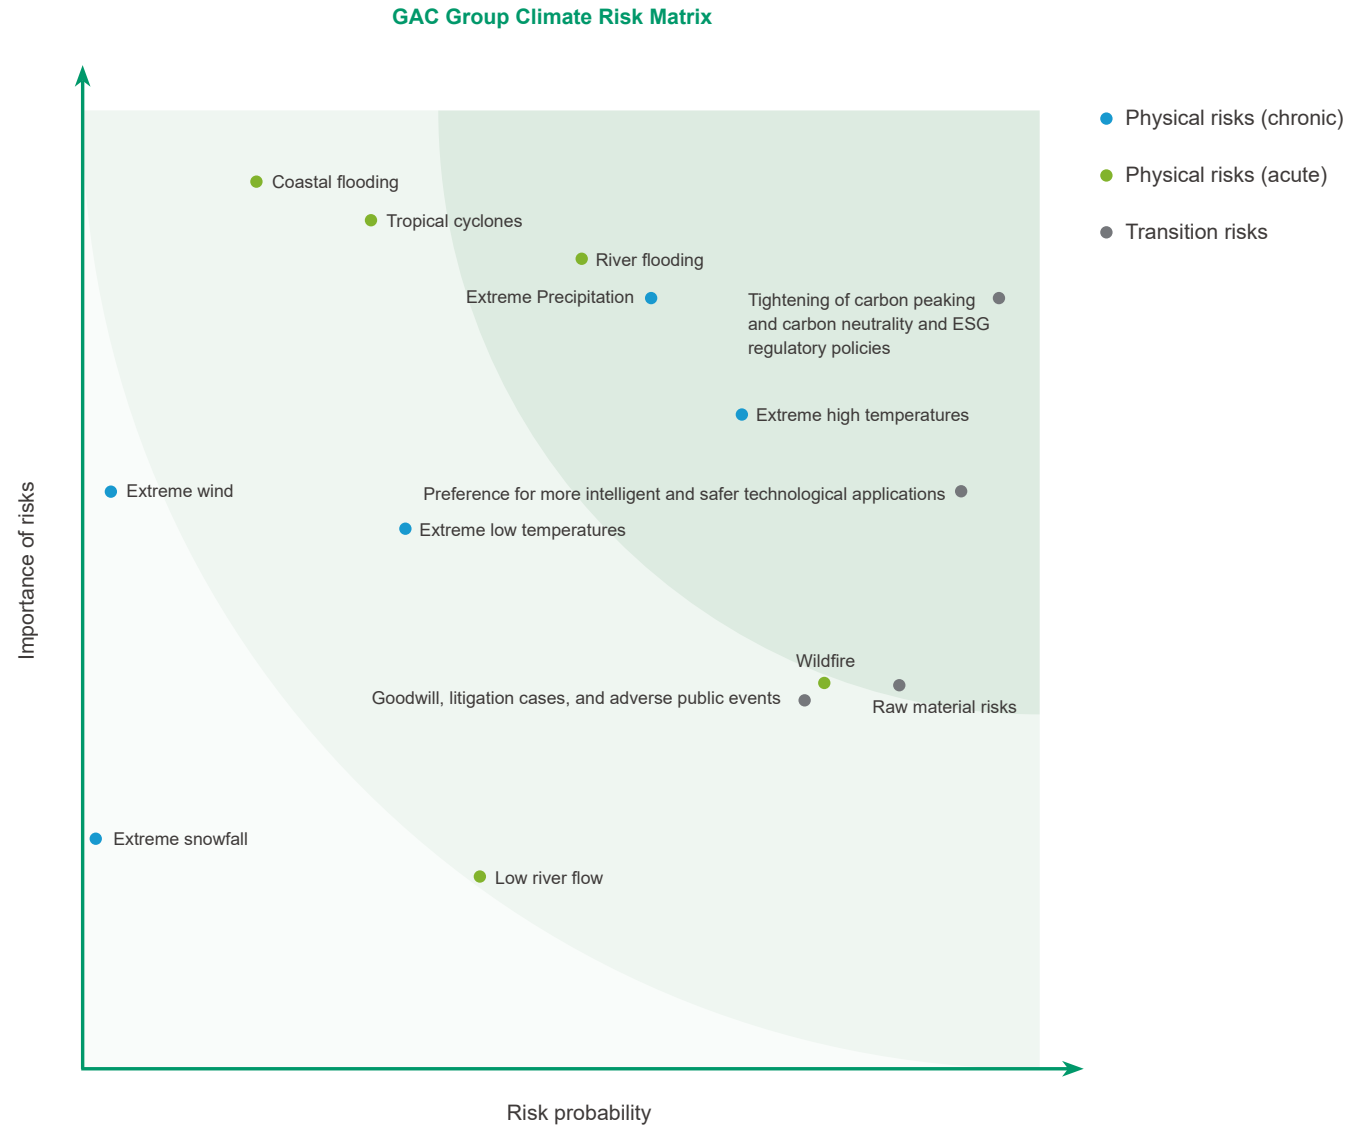 GAC Group Climate Risk Matrix
Physical risks (chronic)
Physical risks (acute)
Transition risks
Coastal flooding
Tropical cyclones
River flooding
Extreme Precipitation
Tightening of carbon peaking
and carbon neutrality and ESG
regulatory policies
Extreme high temperatures
Extreme wind
Preference for more intelligent and safer technological applications
Extreme low temperatures
Importance of risks
Wildfire
Goodwill, litigation cases, and adverse public events
Raw material risks
Extreme snowfall
Low river flow
Risk probability